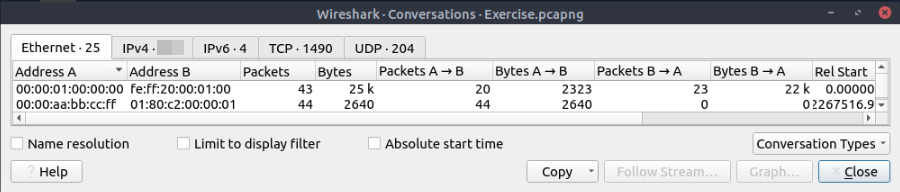 Wireshark · Conversations · Exercise.pcapng
Ethernet · 25 IPv4 · IPv6 · 4 TCP · 1490 UDP · 204
Address A Address B Packets Bytes Packets A → B Bytes A → B Packets B → A Bytes B → A Rel Start
00:00:01:00:00:00 fe:ff:20:00:01:00 43 25 k 20 2323 23 22 k 0.00000
00:00:aa:bb:cc:ff 01:80:c2:00:00:01 44 2640 44 2640 0 0 2267516.9
Name resolution Limit to display filter Absolute start time Conversation Types
Help Copy Follow Stream... Graph... Close